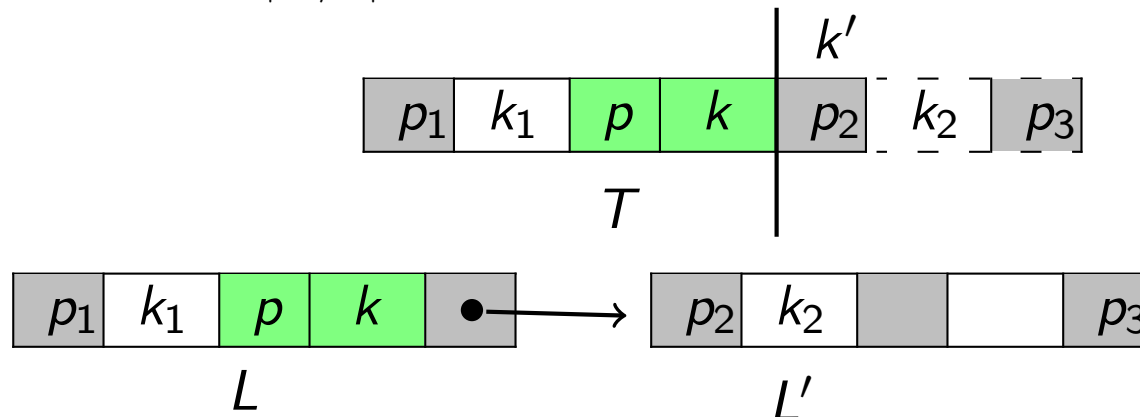 k′
p₁ k₁ p k p₂ k₂ p₃
T
p₁ k₁ p k p₂ k₂ p₃
L L′